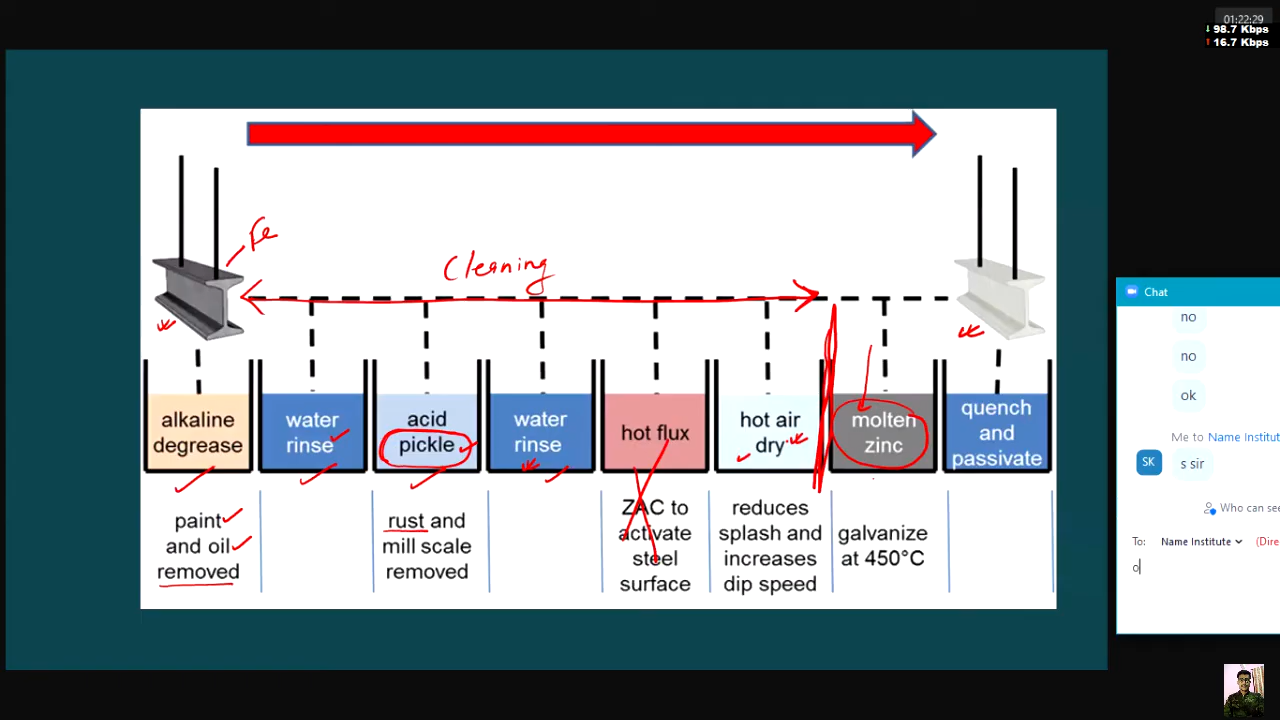 01:22:29
↓ 98.7 Kbps
↑ 16.7 Kbps
Fe
Cleaning
alkaline
degrease
water
rinse
acid
pickle
water
rinse
hot flux
hot air
dry
molten
zinc
quench
and
passivate
paint
and oil
removed
rust and
mill scale
removed
ZAC to
activate
steel
surface
reduces
splash and
increases
dip speed
galvanize
at 450°C
Chat
no
no
ok
Me to Name Institut
SK
s sir
Who can see
To: Name Institute (Dire
o